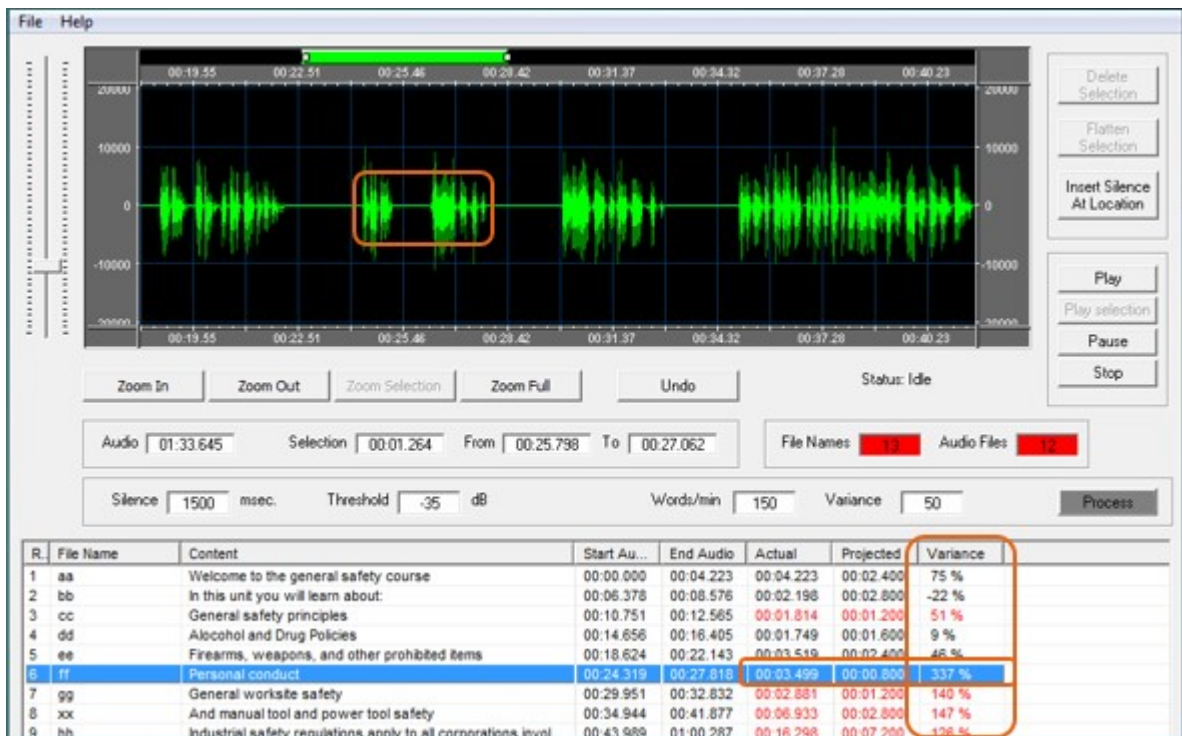 File Help
00:19.55 00:22.51 00:25.46 00:28.42 00:31.37 00:34.32 00:37.28 00:40.23
20000 20000
10000 10000
0 0
-10000 -10000
-20000 -20000
00:19.55 00:22.51 00:25.46 00:28.42 00:31.37 00:34.32 00:37.28 00:40.23
Delete
Selection
Flatten
Selection
Insert Silence
At Location
Play
Play selection
Pause
Stop
Zoom In Zoom Out Zoom Selection Zoom Full Undo Status: Idle
Audio 01:33.645 Selection 00:01.264 From 00:25.798 To 00:27.062 File Names 13 Audio Files 12
Silence 1500 msec. Threshold -35 dB Words/min 150 Variance 50 Process
R. File Name Content Start Au... End Audio Actual Projected Variance
1 aa Welcome to the general safety course 00:00.000 00:04.223 00:04.223 00:02.400 75 %
2 bb In this unit you will learn about: 00:06.378 00:08.576 00:02.198 00:02.800 -22 %
3 cc General safety principles 00:10.751 00:12.565 00:01.814 00:01.200 51 %
4 dd Alocohol and Drug Policies 00:14.656 00:16.405 00:01.749 00:01.600 9 %
5 ee Firearms, weapons, and other prohibited items 00:18.624 00:22.143 00:03.519 00:02.400 46 %
6 ff Personal conduct 00:24.319 00:27.818 00:03.499 00:00.800 337 %
7 gg General worksite safety 00:29.951 00:32.832 00:02.881 00:01.200 140 %
8 xx And manual tool and power tool safety 00:34.944 00:41.877 00:06.933 00:02.800 147 %
9 hh Industrial safety regulations apply to all corporations invol... 00:43.989 01:00.287 00:16.298 00:07.200 126 %